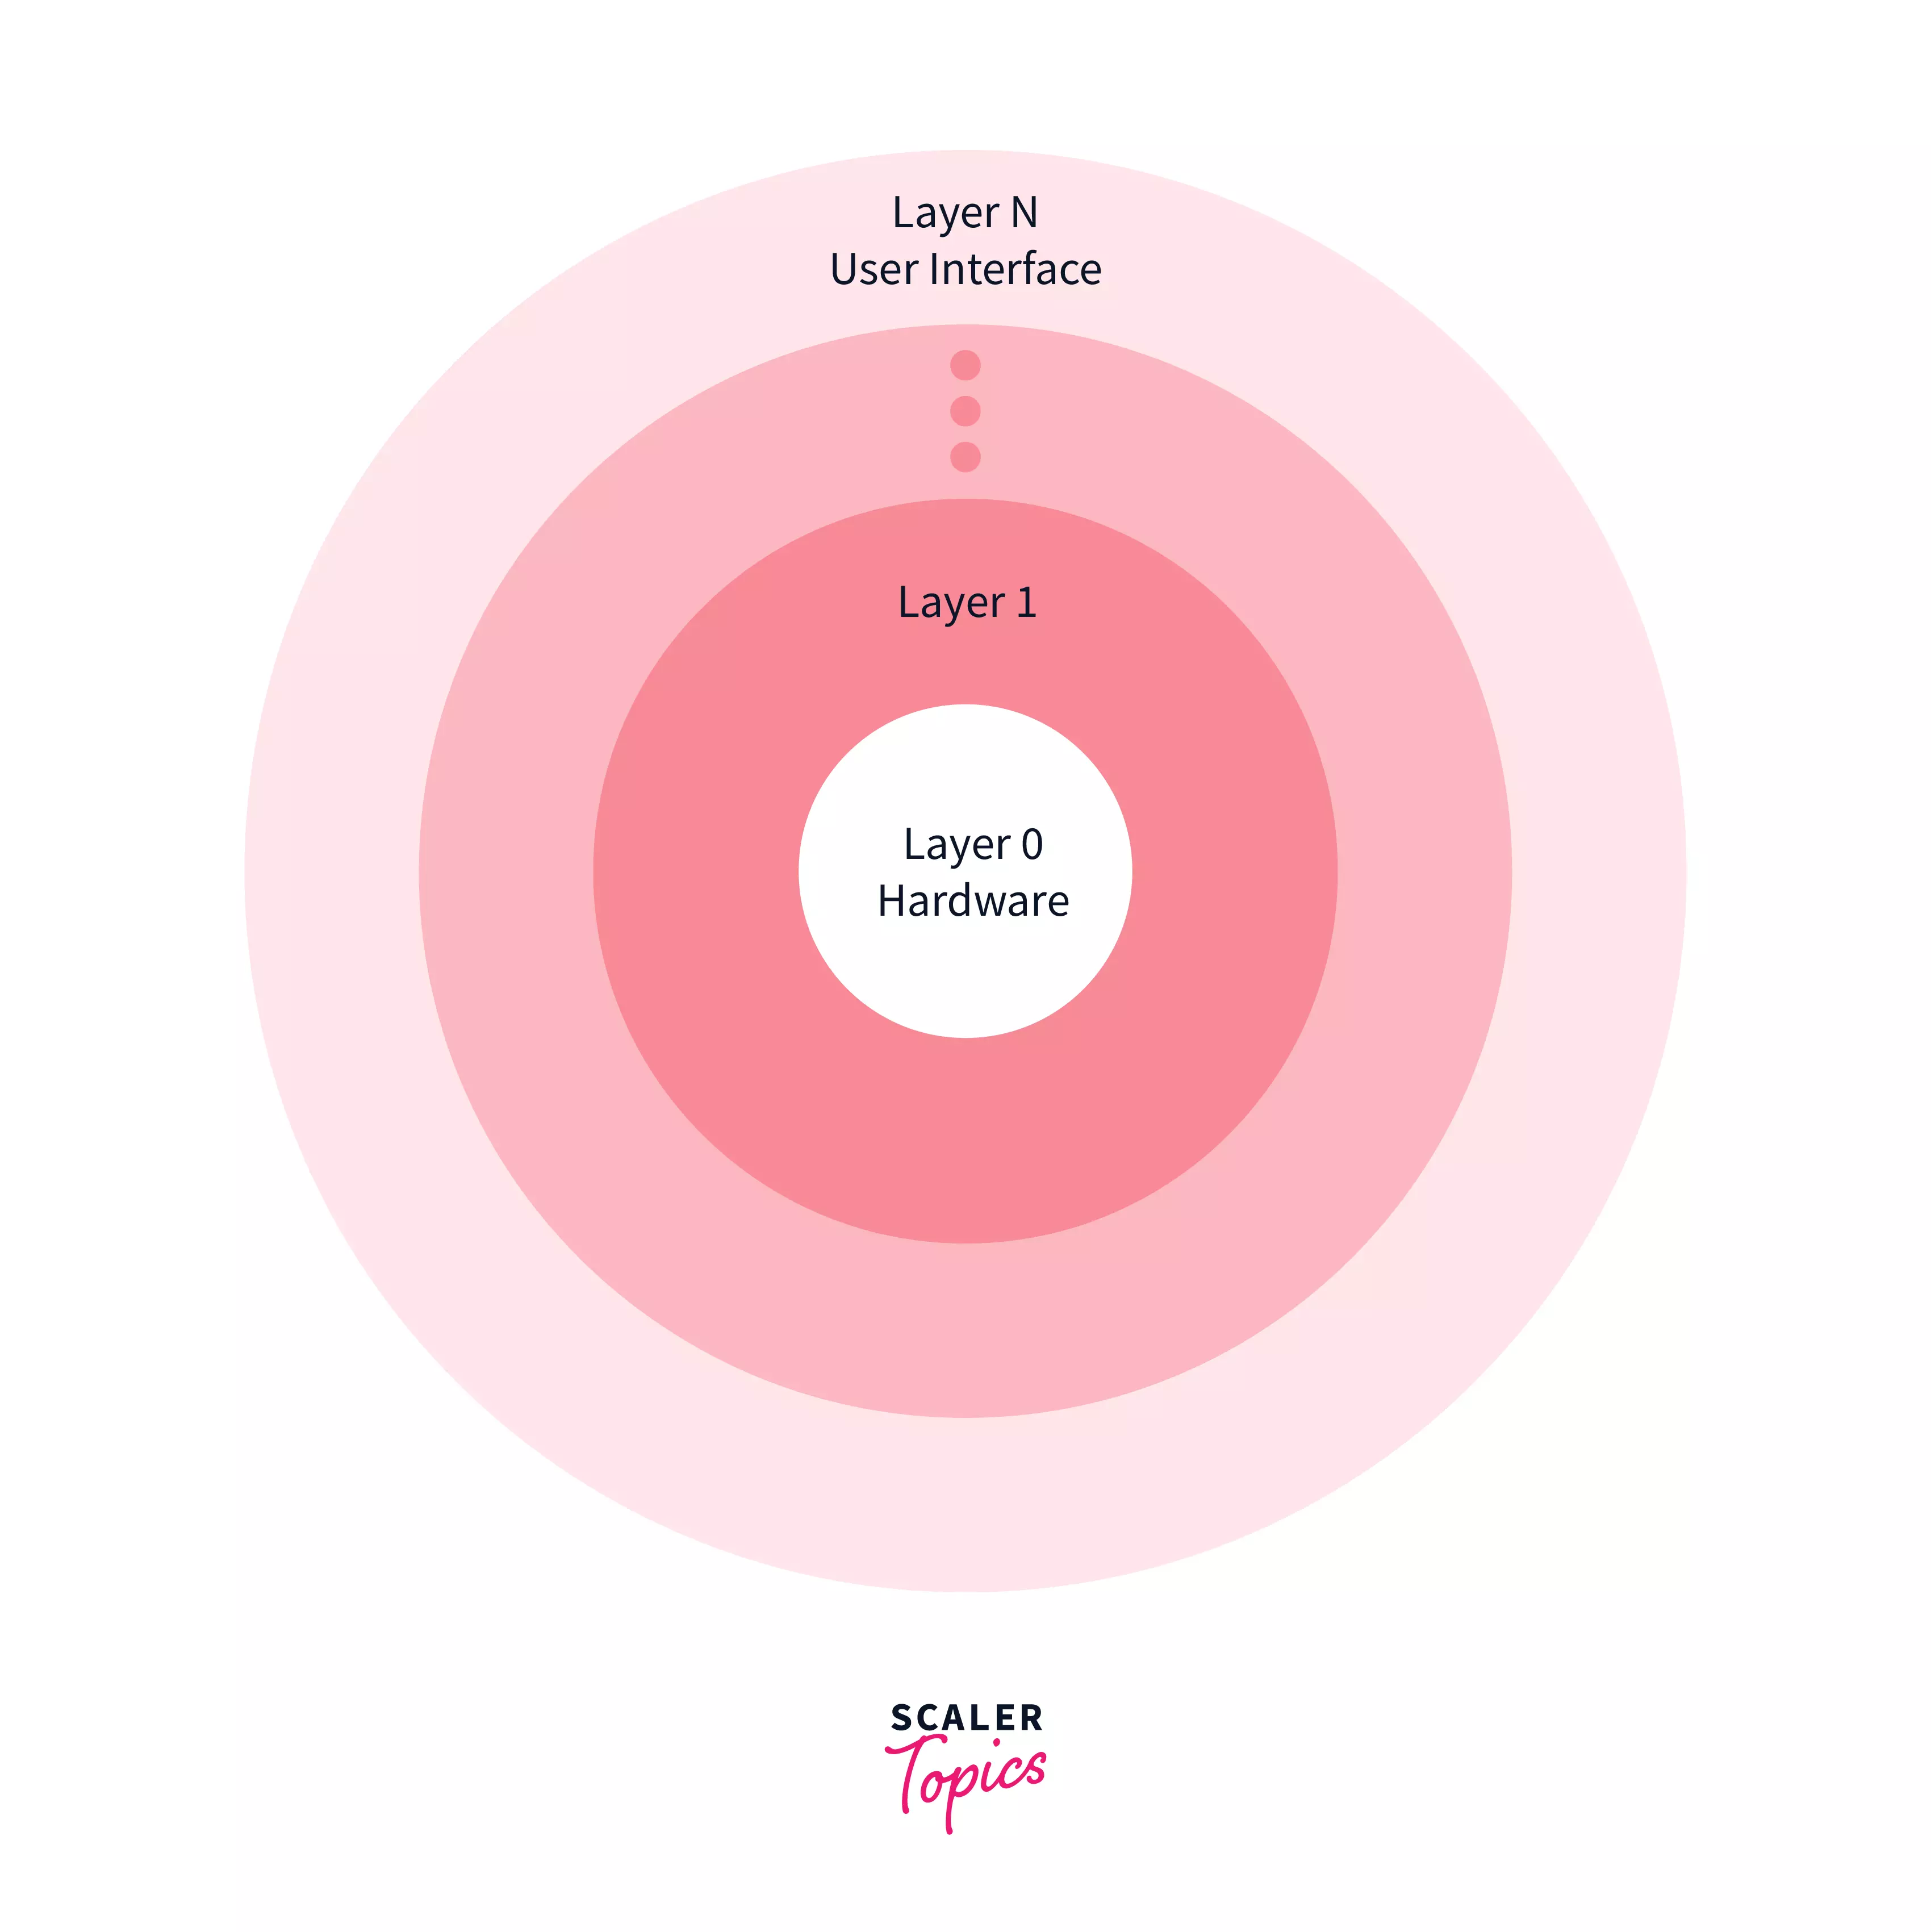 Layer N
User Interface
Layer 1
Layer 0
Hardware
SCALER
Topics